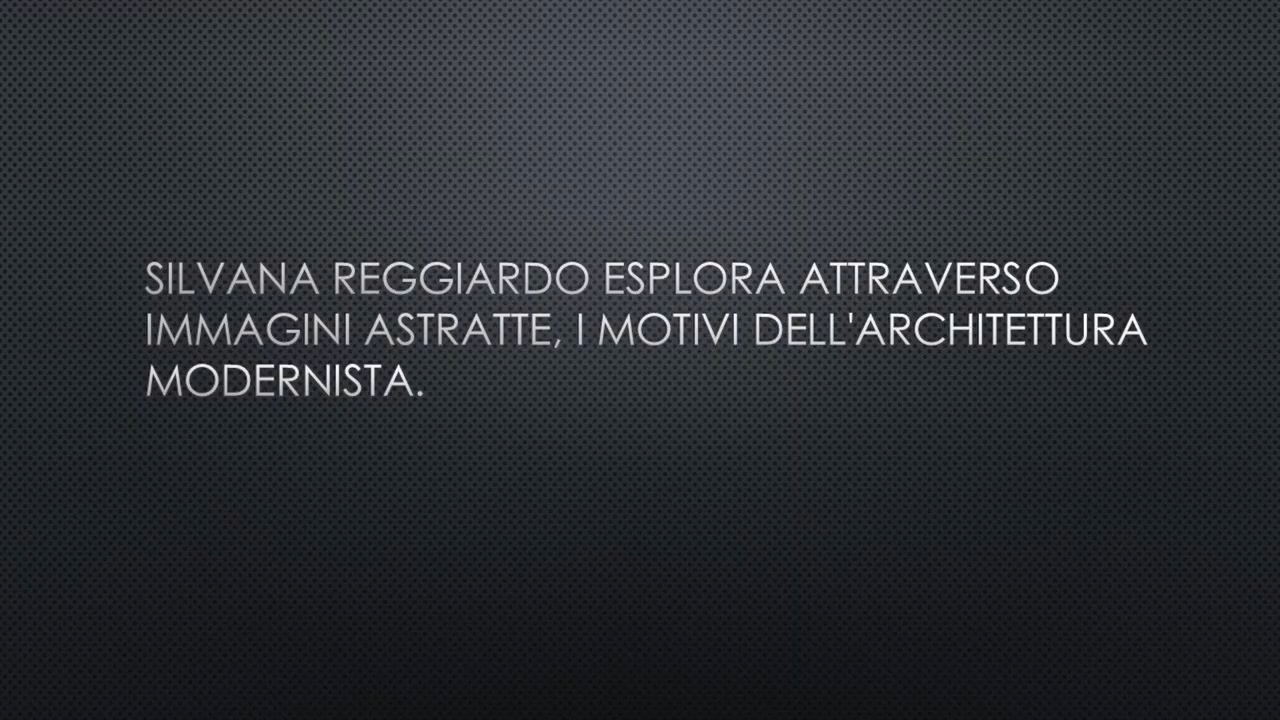 SILVANA REGGIARDO ESPLORA ATTRAVERSO
IMMAGINI ASTRATTE, I MOTIVI DELL'ARCHITETTURA
MODERNISTA.